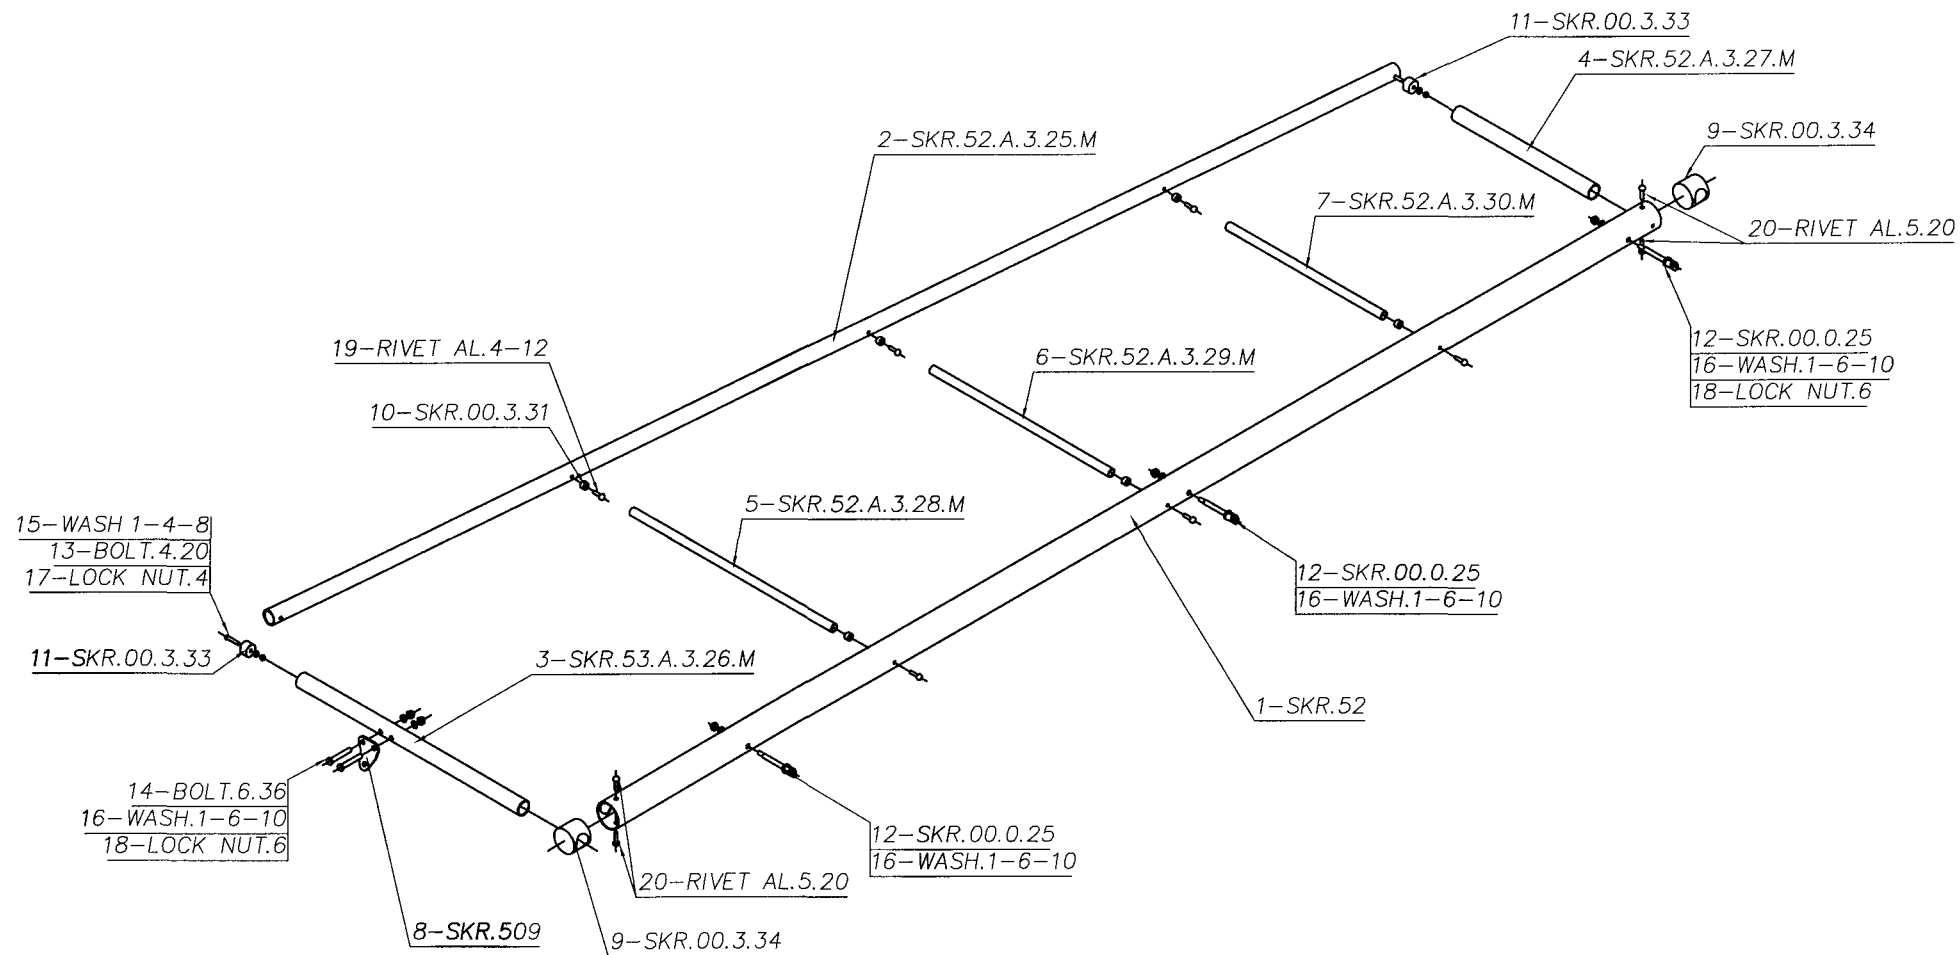 11-SKR.00.3.33
4-SKR.52.A.3.27.M
9-SKR.00.3.34
2-SKR.52.A.3.25.M
7-SKR.52.A.3.30.M
20-RIVET AL.5.20
19-RIVET AL.4-12
6-SKR.52.A.3.29.M
12-SKR.00.0.25
16-WASH.1-6-10
18-LOCK NUT.6
10-SKR.00.3.31
5-SKR.52.A.3.28.M
15-WASH 1-4-8
13-BOLT.4.20
17-LOCK NUT.4
12-SKR.00.0.25
16-WASH.1-6-10
11-SKR.00.3.33
3-SKR.53.A.3.26.M
1-SKR.52
14-BOLT.6.36
16-WASH.1-6-10
18-LOCK NUT.6
12-SKR.00.0.25
16-WASH.1-6-10
20-RIVET AL.5.20
8-SKR.509
9-SKR.00.3.34